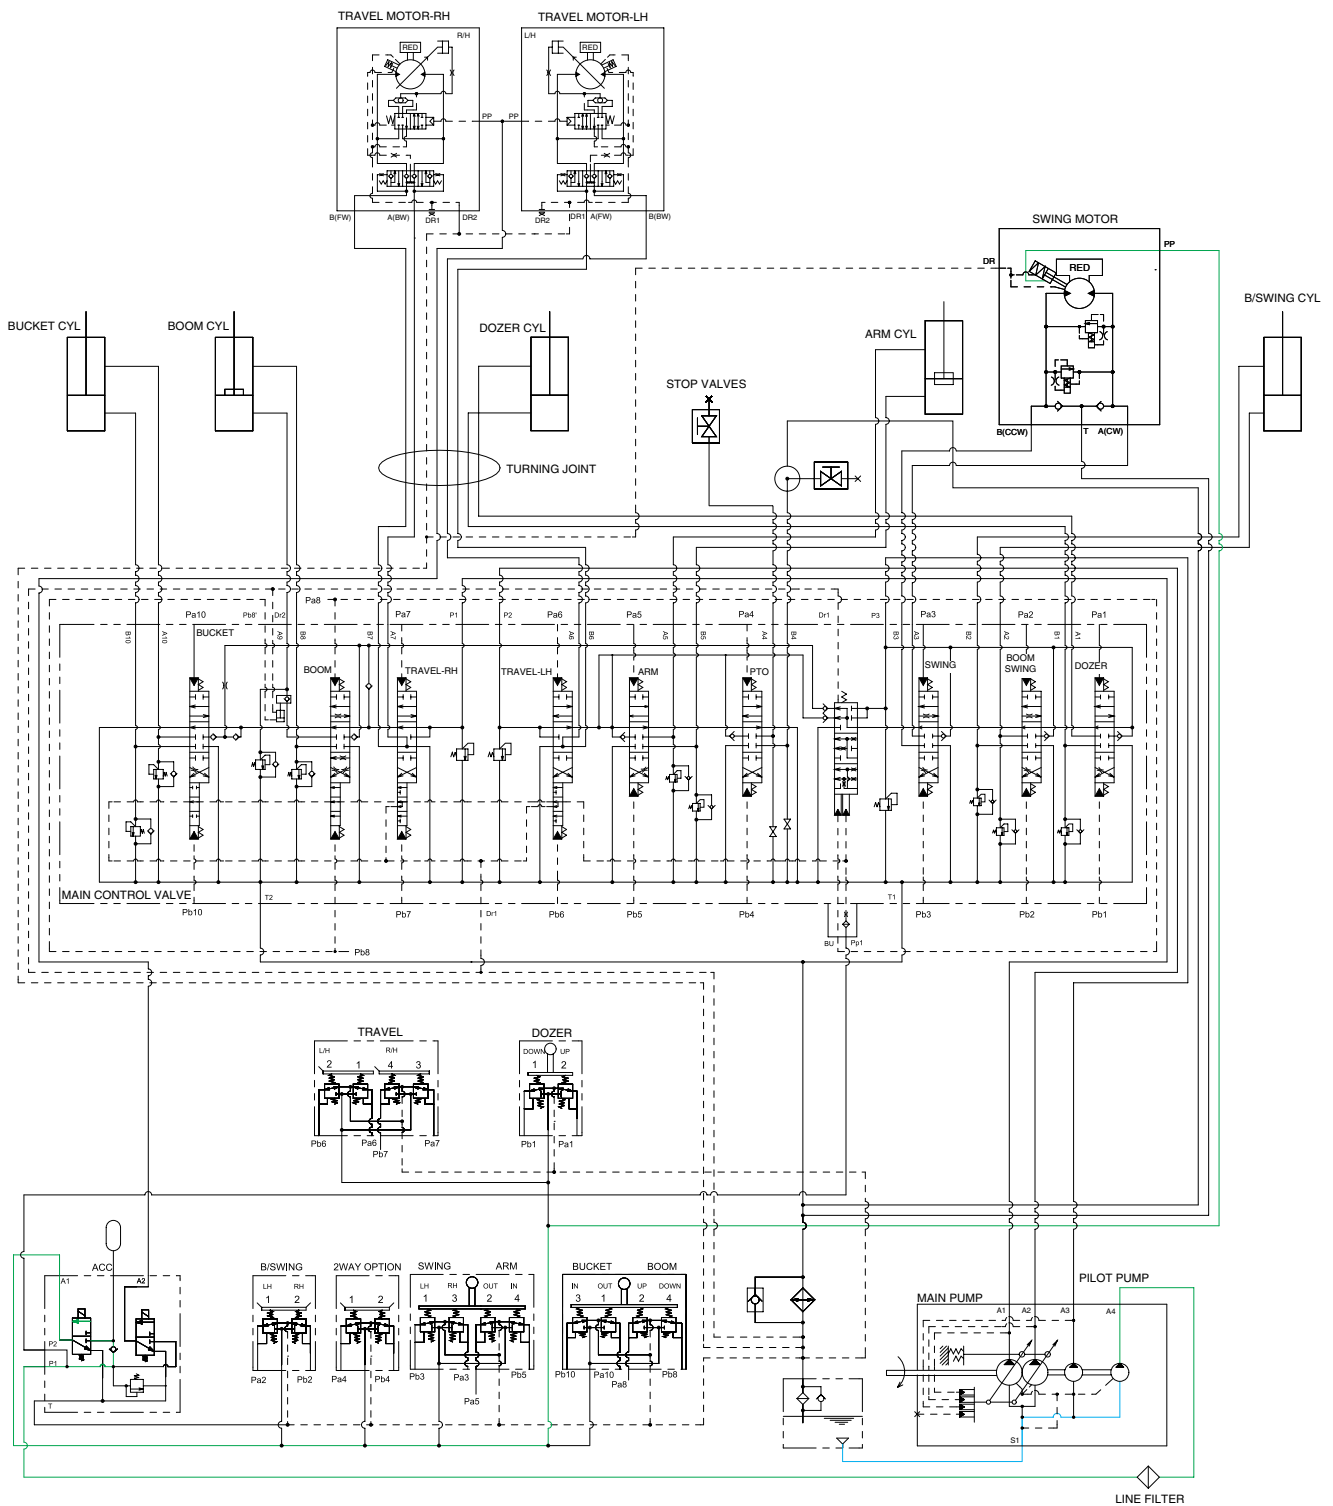 TRAVEL MOTOR-RH TRAVEL MOTOR-LH
R/H L/H
RED RED
PP PP
B(FW) A(BW) DR1 DR2 DR2 DR1 A(FW) B(BW)
SWING MOTOR
PP
DR
RED
B(CCW) T A(CW)
B/SWING CYL
BUCKET CYL BOOM CYL DOZER CYL ARM CYL
STOP VALVES
TURNING JOINT
Pa8
Pa10 Pb8' Dr2 Pa7 P1 P2 Pa6 Pa5 Pa4 Dr1 P3 Pa3 Pa2 Pa1
B10 A10 A9 B8 B7 A7 A6 B6 A5 B5 A4 B4 B3 A3 B2 A2 B1 A1
BUCKET
BOOM TRAVEL-RH TRAVEL-LH ARM PTO SWING
BOOM
SWING
DOZER
MAIN CONTROL VALVE
T2 T1
Pb10 Pb7 Dr1 Pb6 Pb5 Pb4 Pb3 Pb2 Pb1
BU Pp1
Pb8
TRAVEL DOZER
L/H R/H
2 1 4 3
DOWN UP
1 2
Pb6 Pa6 Pa7
Pb7
Pb1 Pa1
ACC
A1 A2
P2
P1
T
B/SWING
LH RH
1 2
Pa2 Pb2
2WAY OPTION
1 2
Pa4 Pb4
SWING ARM
LH RH OUT IN
1 3 2 4
Pb3 Pa3 Pb5
Pa5
BUCKET BOOM
IN OUT UP DOWN
3 1 2 4
Pb10 Pa10 Pb8
Pa8
PILOT PUMP
MAIN PUMP
A1 A2 A3 A4
S1
LINE FILTER